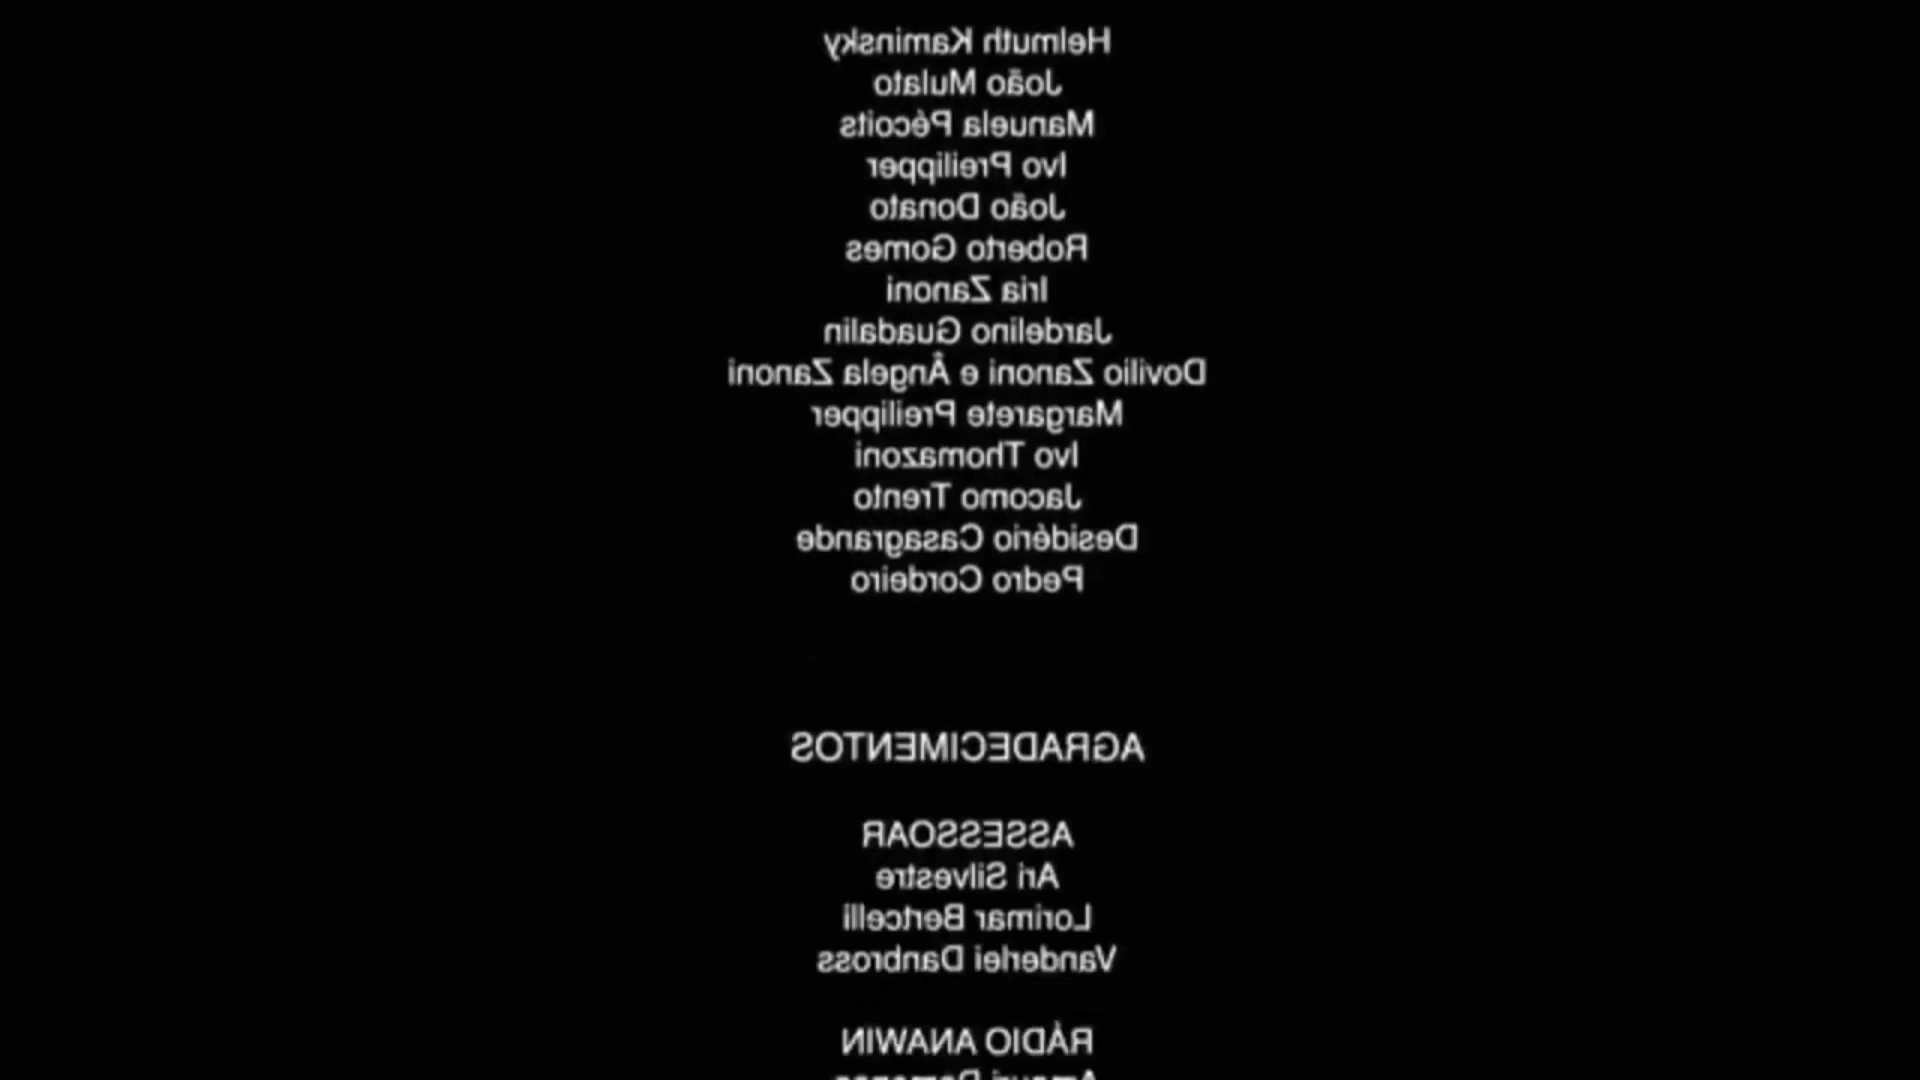 Helmuth Kaminsky
João Mulato
Manuela Pécoits
Ivo Preilipper
João Donato
Roberto Gomes
Iria Zanoni
Jardelino Guadalin
Dovilio Zanoni e Ângela Zanoni
Margarete Preilipper
Ivo Thomazoni
Jacomo Trento
Desidério Casagrande
Pedro Cordeiro
AGRADECIMENTOS
ASSESSOAR
Ari Silvestre
Lorimar Bertcelli
Vanderlei Danbross
RÁDIO ANAWIN